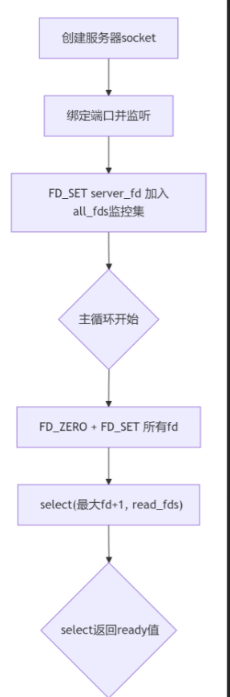 创建服务器socket
绑定端口并监听
FD_SET server_fd 加入
all_fds监控集
主循环开始
FD_ZERO + FD_SET 所有fd
select(最大fd+1, read_fds)
select返回ready值